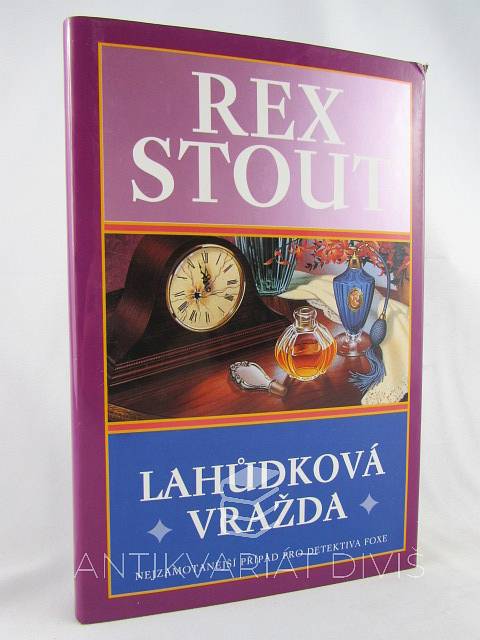 REX
STOUT
LAHŮDKOVÁ
VRAŽDA
NEJZAMOTANĚJŠÍ PŘÍPAD PRO DETEKTIVA FOXE
ANTIKVARIÁT DIVIŠ